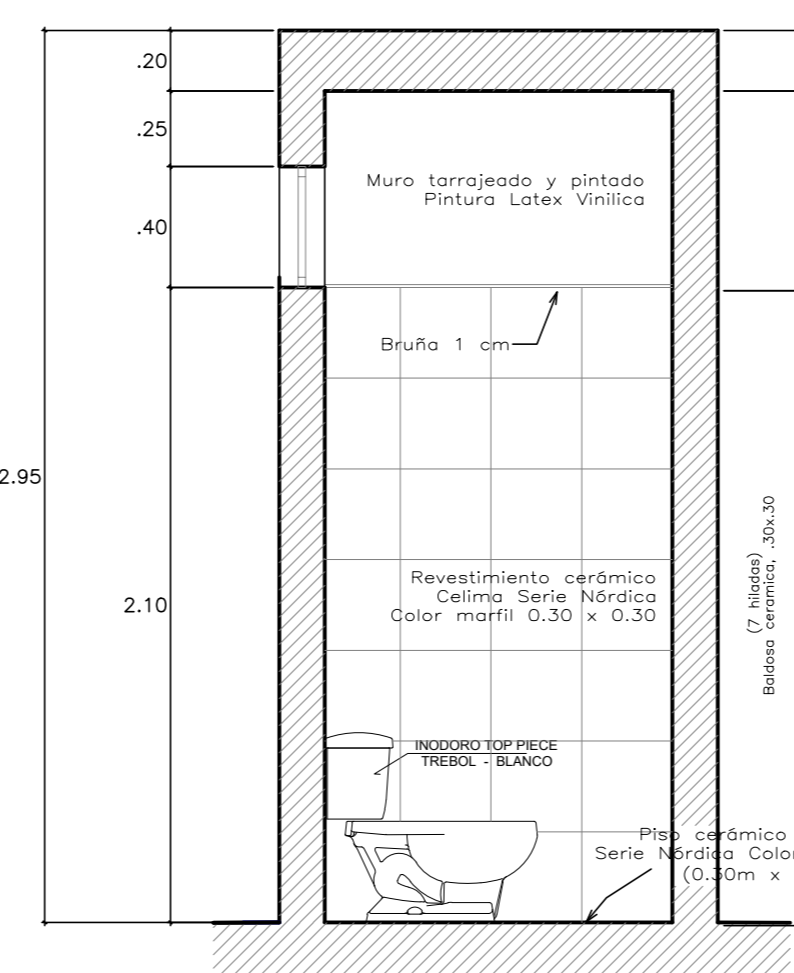 .20
.25
Muro tarrajeado y pintado
Pintura Latex Vinilica
.40
Bruña 1 cm
2.95
2.10
Revestimiento cerámico
Celima Serie Nórdica
Color marfil 0.30 x 0.30
(7 hiladas)
Baldosa ceramica, .30x.30
INODORO TOP PIECE
TREBOL - BLANCO
Piso cerámico
Serie Nórdica Color
(0.30m x